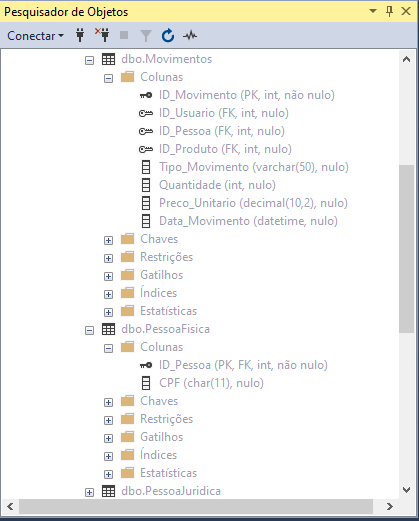 Pesquisador de Objetos
Conectar
dbo.Movimentos
Colunas
ID_Movimento (PK, int, não nulo)
ID_Usuario (FK, int, nulo)
ID_Pessoa (FK, int, nulo)
ID_Produto (FK, int, nulo)
Tipo_Movimento (varchar(50), nulo)
Quantidade (int, nulo)
Preco_Unitario (decimal(10,2), nulo)
Data_Movimento (datetime, nulo)
Chaves
Restrições
Gatilhos
Índices
Estatísticas
dbo.PessoaFisica
Colunas
ID_Pessoa (PK, FK, int, não nulo)
CPF (char(11), nulo)
Chaves
Restrições
Gatilhos
Índices
Estatísticas
dbo.PessoaJuridica